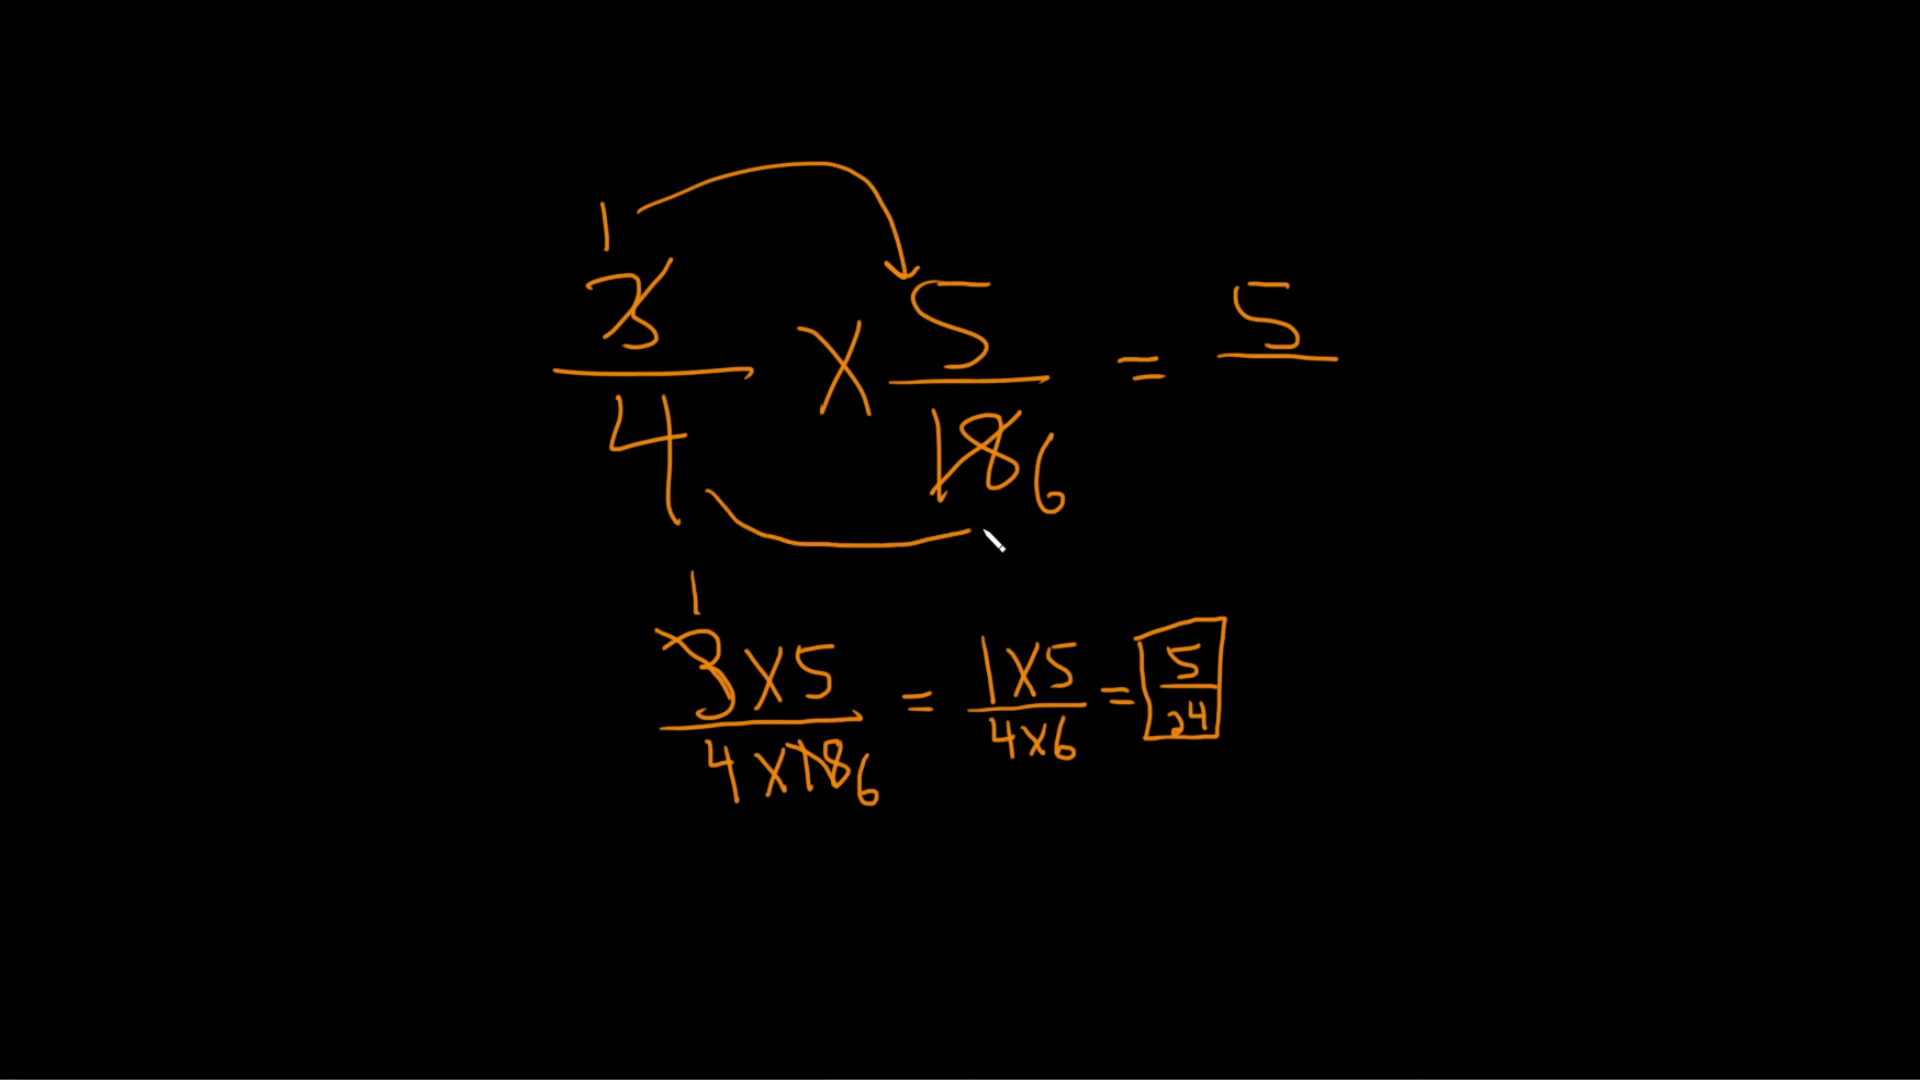 1
3/4 X 5/18 6 = 5
1
3 X 5 / 4 X 18 6 = 1 X 5 / 4 X 6 = 5/24